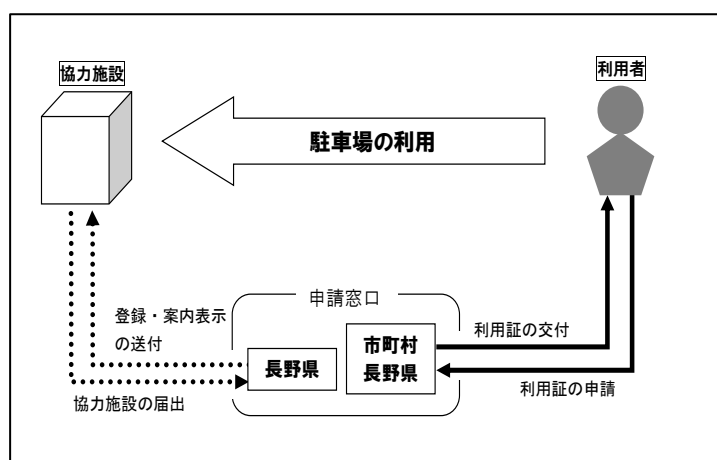 協力施設
利用者
駐車場の利用
申請窓口
登録・案内表示
の送付
利用証の交付
市町村
長野県
長野県
利用証の申請
協力施設の届出